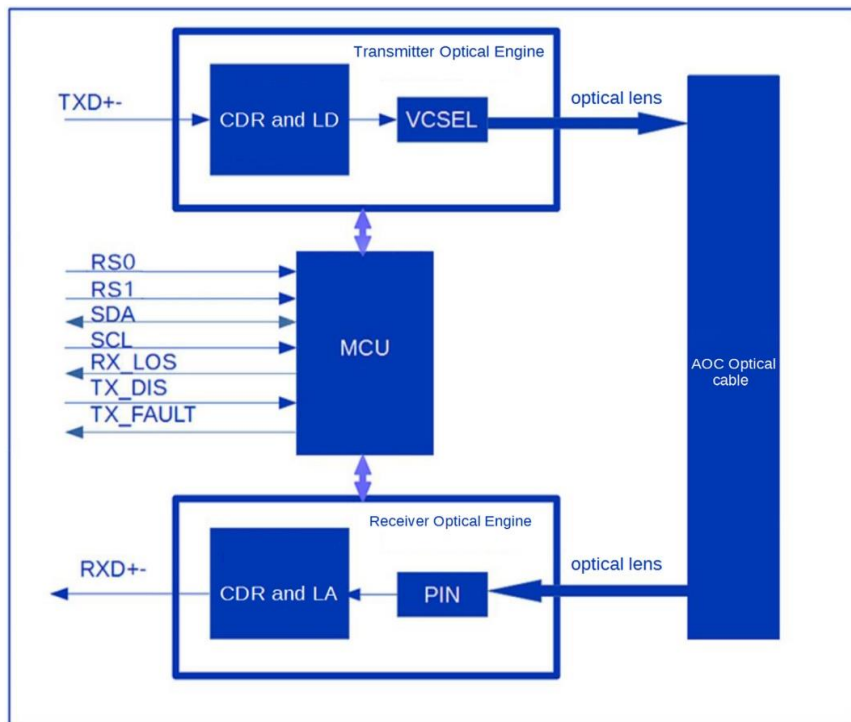 Transmitter Optical Engine
TXD+-
CDR and LD
VCSEL
optical lens
RS0
RS1
SDA
SCL
RX_LOS
TX_DIS
TX_FAULT
MCU
AOC Optical
cable
Receiver Optical Engine
RXD+-
CDR and LA
PIN
optical lens